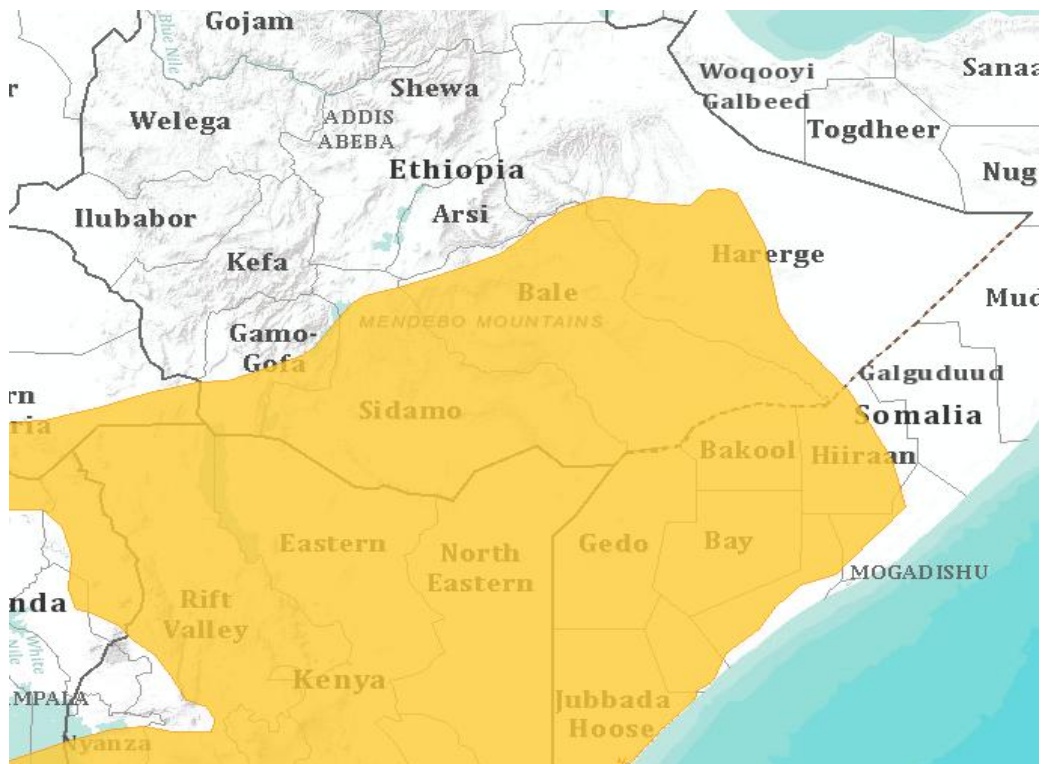 Gojam
Blue Nile
Shewa
Welega
ADDIS
ABEBA
Ethiopia
Ilubabor
Arsi
Kefa
Woqooyi
Galbeed
Sanaa
Togdheer
Nug
Harerge
Bale
MENDEBO MOUNTAINS
Gamo-
Gofa
Mud
Galguduud
Somalia
Sidamo
rn
ria
r
Bakool
Hiiraan
Eastern
North
Eastern
Gedo
Bay
MOGADISHU
nda
Rift
Valley
White
Nile
Kenya
MPALA
Jubbada
Hoose
Nyanza